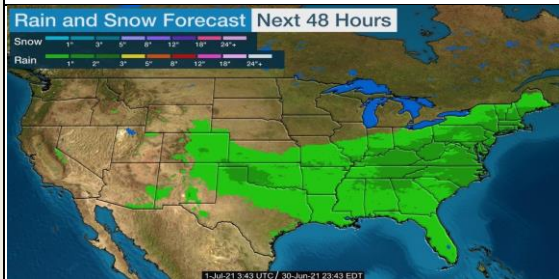 Rain and Snow Forecast Next 48 Hours
Snow 1" 3" 5" 8" 12" 18" 24"+
Rain 1" 2" 3" 5" 8" 12" 18" 24"+
1-Jul-21 3:43 UTC / 30-Jun-21 23:43 EDT